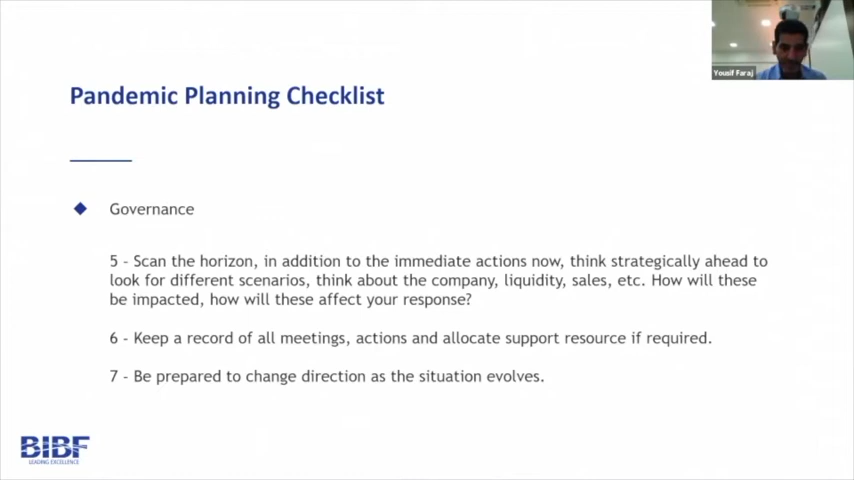 Yousif Faraj
Pandemic Planning Checklist
Governance
5 - Scan the horizon, in addition to the immediate actions now, think strategically ahead to
look for different scenarios, think about the company, liquidity, sales, etc. How will these
be impacted, how will these affect your response?
6 - Keep a record of all meetings, actions and allocate support resource if required.
7 - Be prepared to change direction as the situation evolves.
BIBF
LEADING EXCELLENCE